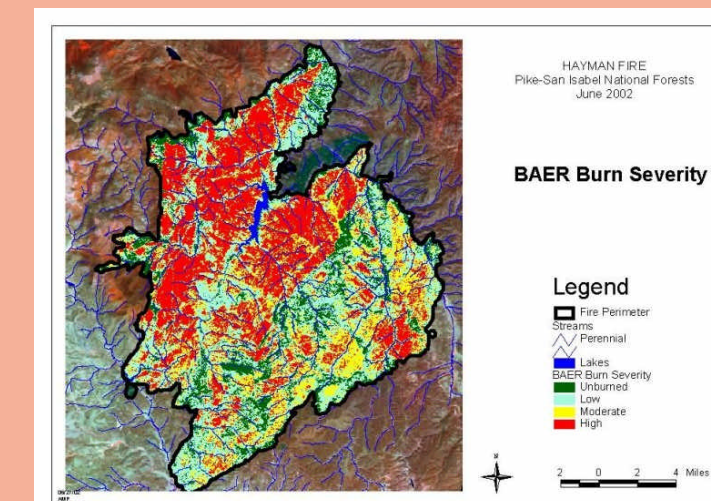 HAYMAN FIRE
Pike-San Isabel National Forests
June 2002
BAER Burn Severity
Legend
Fire Perimeter
Streams
Perennial
Lakes
BAER Burn Severity
Unburned
Low
Moderate
High
N
2 0 2 4 Miles